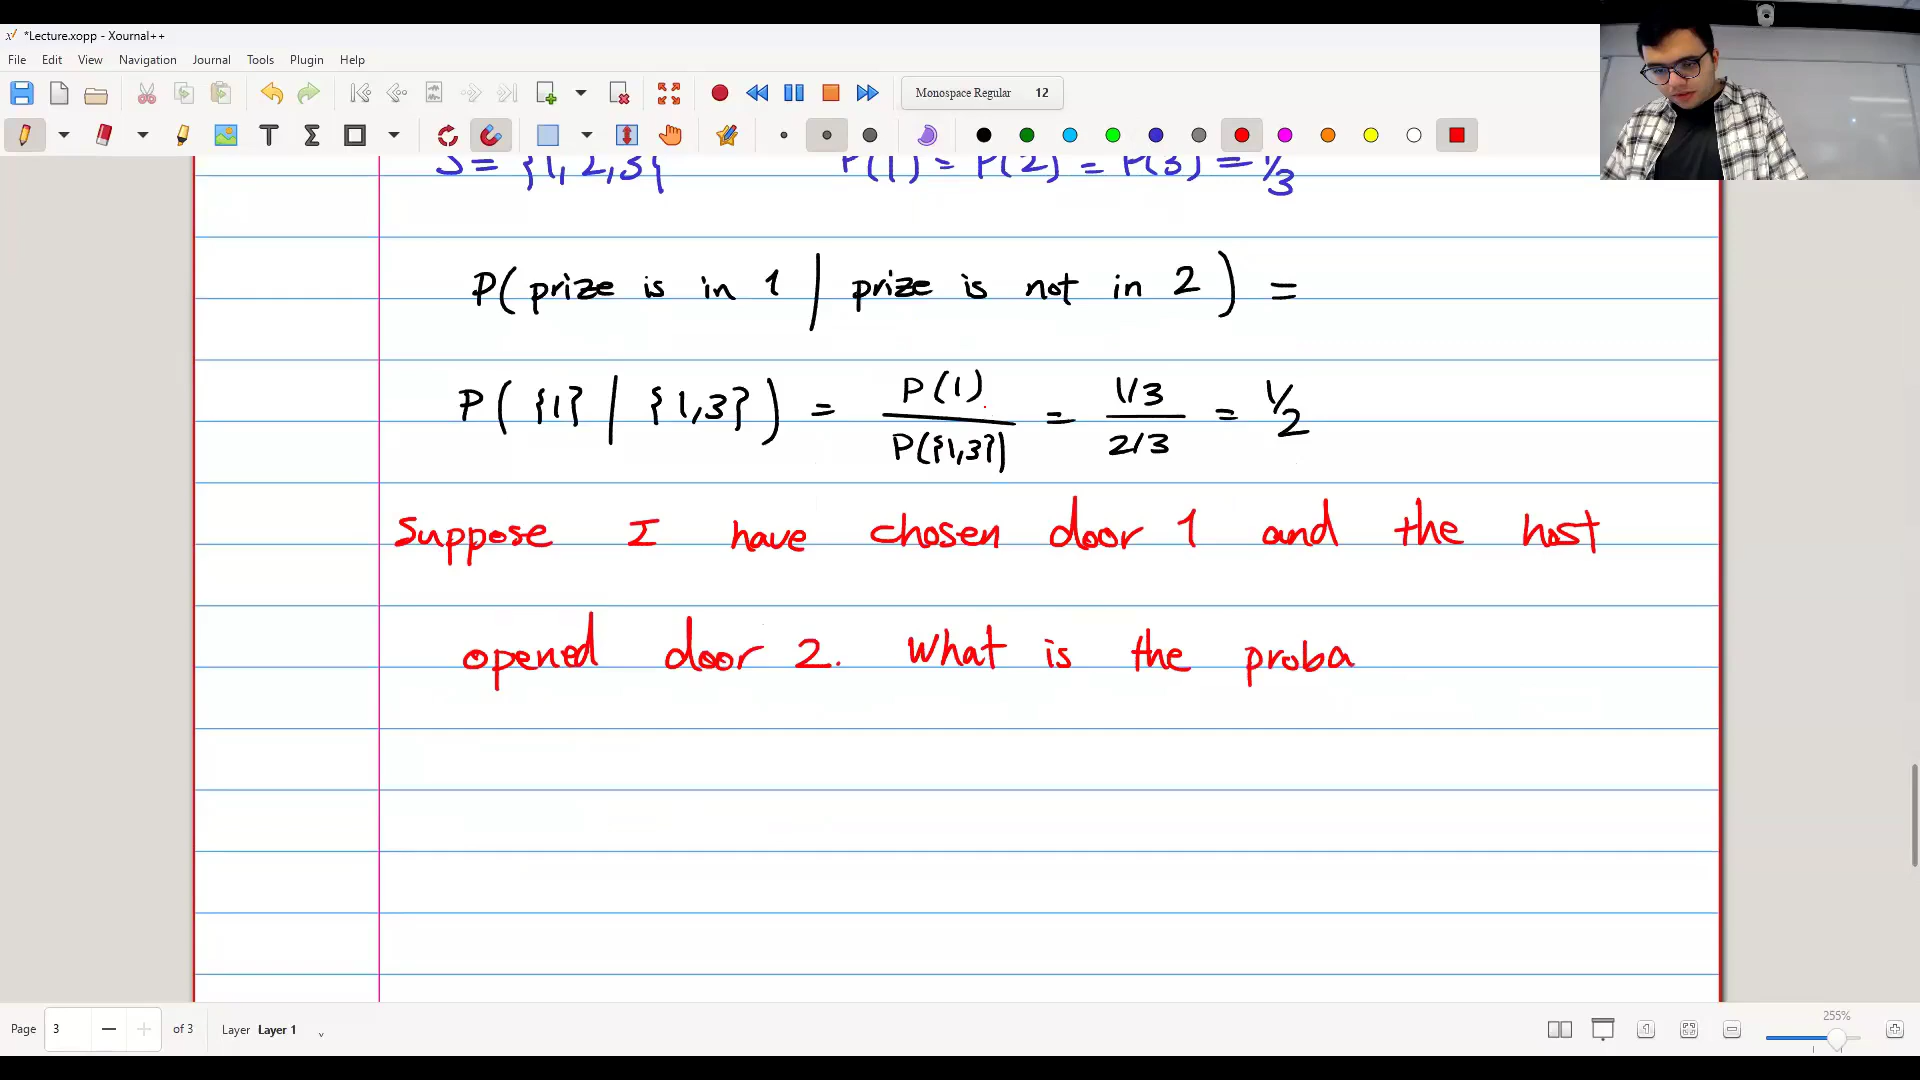 *Lecture.xopp - Xournal++
File Edit View Navigation Journal Tools Plugin Help
Monospace Regular 12
S = {1,2,3} P(1) = P(2) = P(3) = 1/3
P( prize is in 1 | prize is not in 2 ) =
P( {1} | {1,3} ) = P(1) / P({1,3}) = 1/3 / 2/3 = 1/2
Suppose I have chosen door 1 and the host
opened door 2. What is the proba
Page 3 of 3 Layer Layer 1 255%